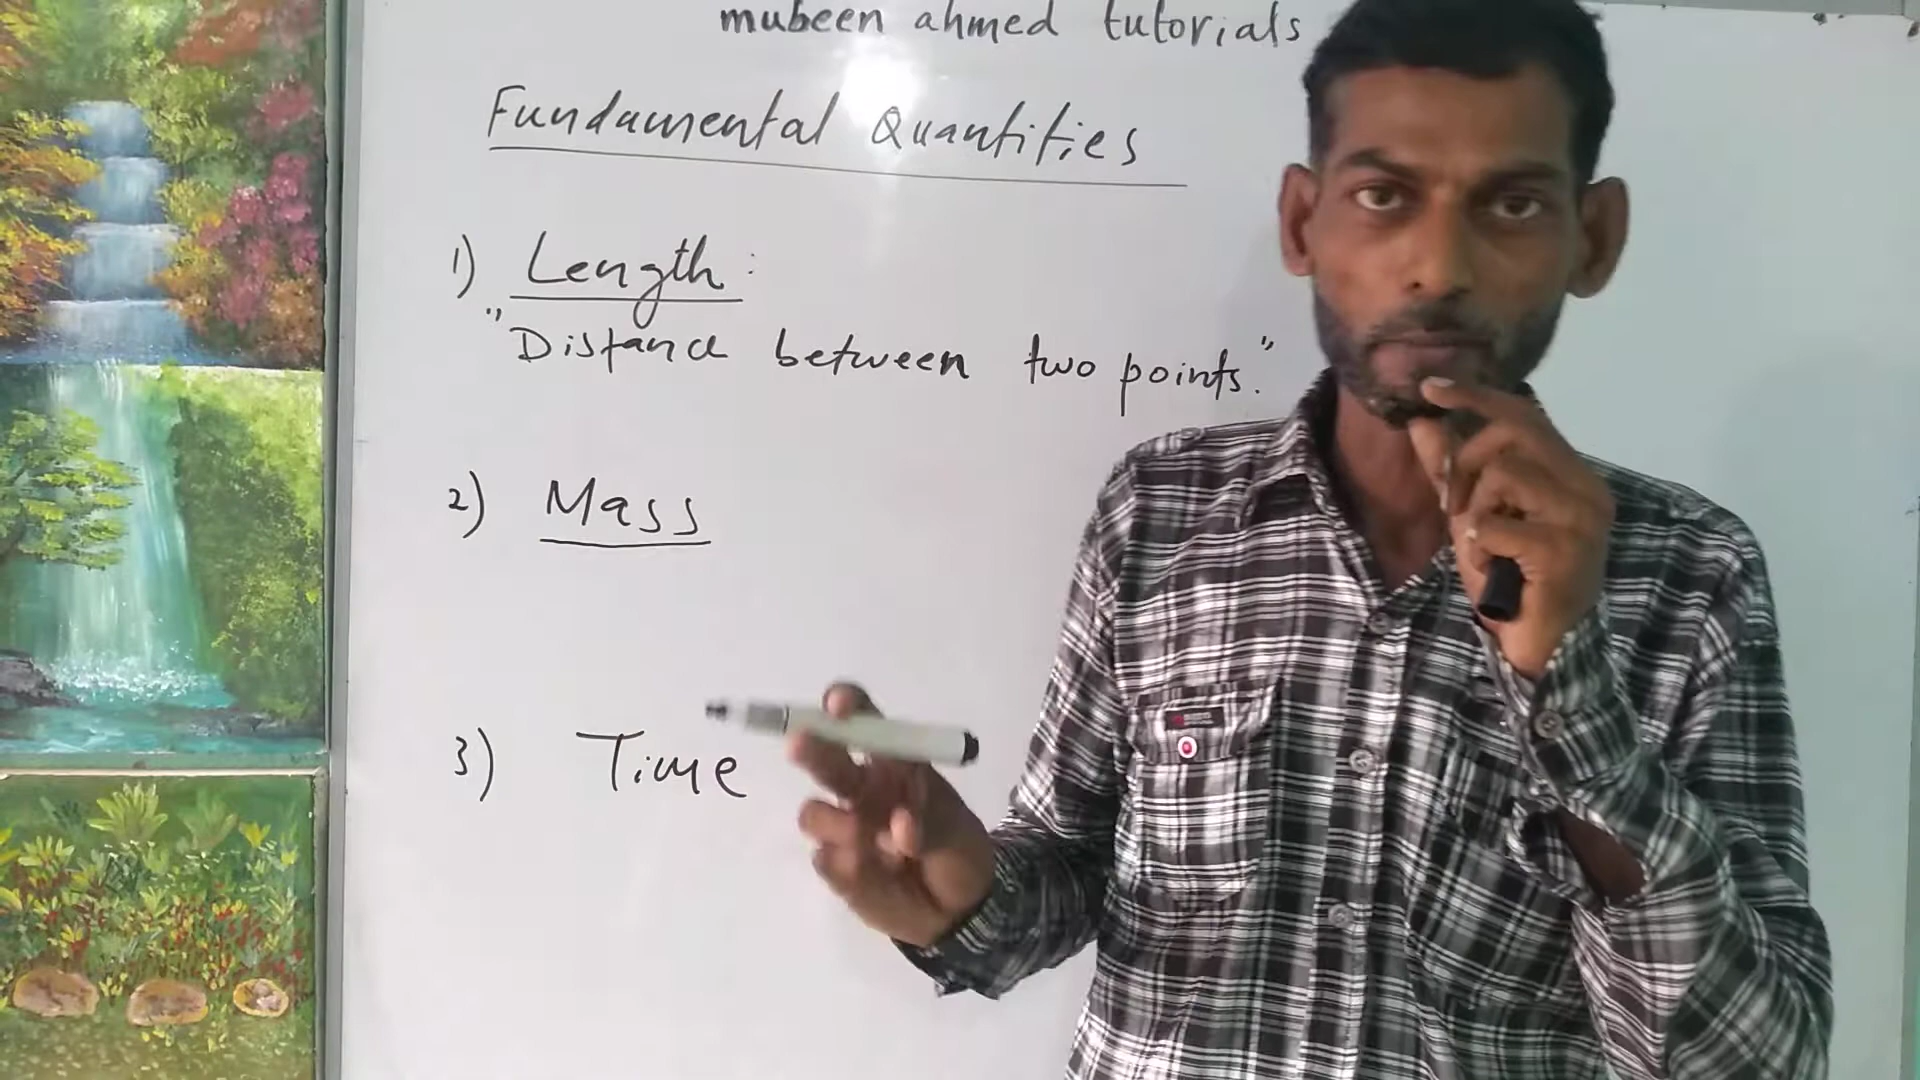 mubeen ahmed tutorials
Fundamental Quantities
1) Length:
"Distance between two points."
2) Mass
3) Time